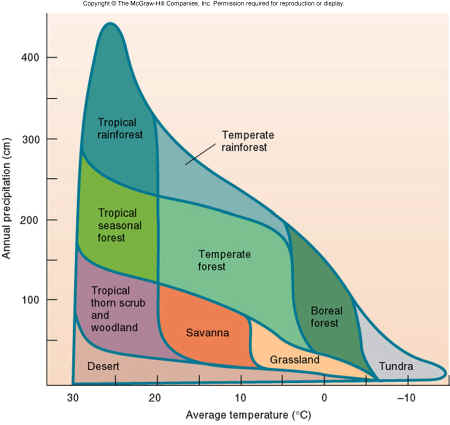 Copyright © The McGraw-Hill Companies, Inc. Permission required for reproduction or display.
400
300
200
100
Annual precipitation (cm)
Tropical
rainforest
Temperate
rainforest
Tropical
seasonal
forest
Temperate
forest
Tropical
thorn scrub
and
woodland
Savanna
Boreal
forest
Desert
Grassland
Tundra
30
20
10
0
–10
Average temperature (°C)